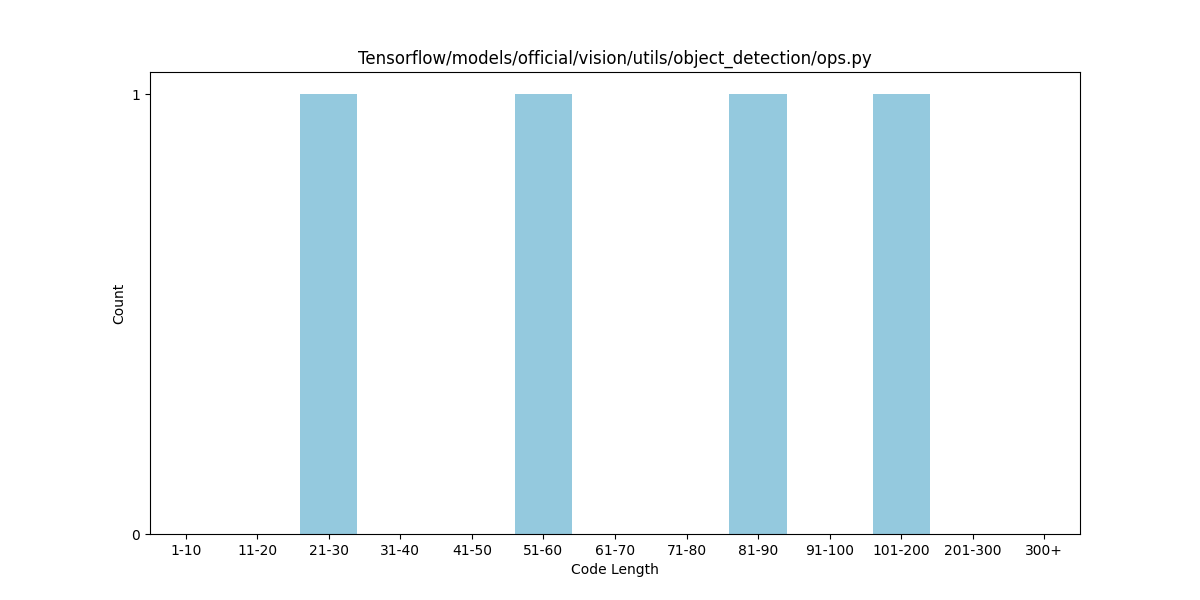 Tensorflow/models/official/vision/utils/object_detection/ops.py
1
Count
0
1-10 11-20 21-30 31-40 41-50 51-60 61-70 71-80 81-90 91-100 101-200 201-300 300+
Code Length